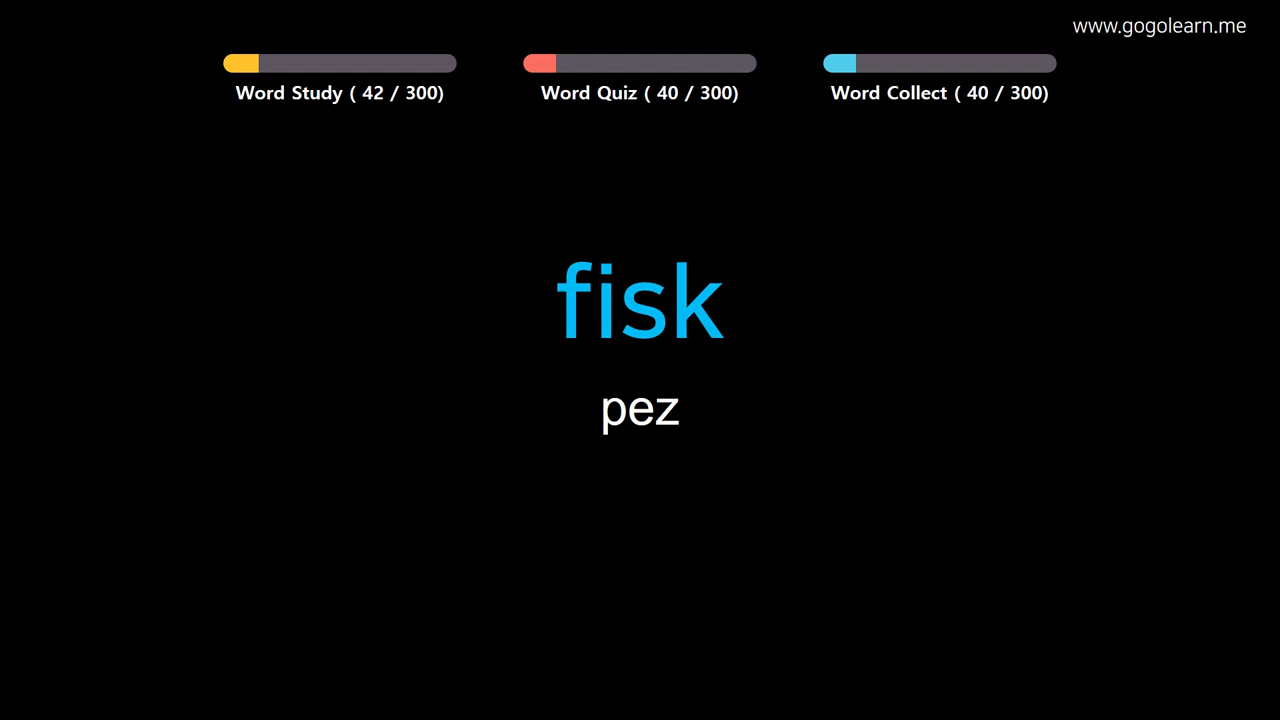 www.gogolearn.me
Word Study ( 42 / 300)
Word Quiz ( 40 / 300)
Word Collect ( 40 / 300)
fisk
pez